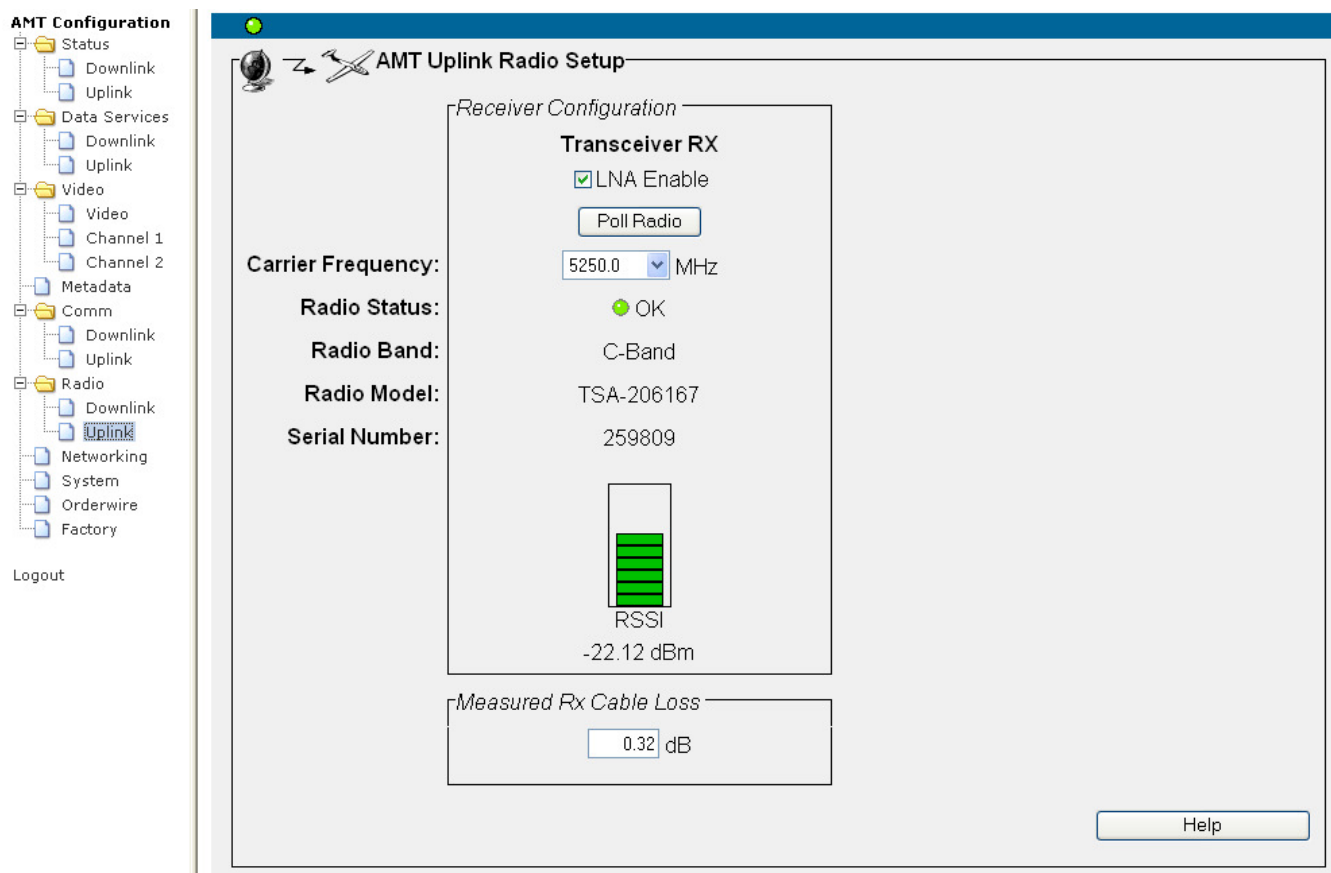 AMT Configuration
Status
Downlink
Uplink
Data Services
Downlink
Uplink
Video
Video
Channel 1
Channel 2
Metadata
Comm
Downlink
Uplink
Radio
Downlink
Uplink
Networking
System
Orderwire
Factory
Logout
AMT Uplink Radio Setup
Receiver Configuration
Transceiver RX
LNA Enable
Poll Radio
Carrier Frequency: 5250.0 MHz
Radio Status: OK
Radio Band: C-Band
Radio Model: TSA-206167
Serial Number: 259809
RSSI
-22.12 dBm
Measured Rx Cable Loss
0.32 dB
Help